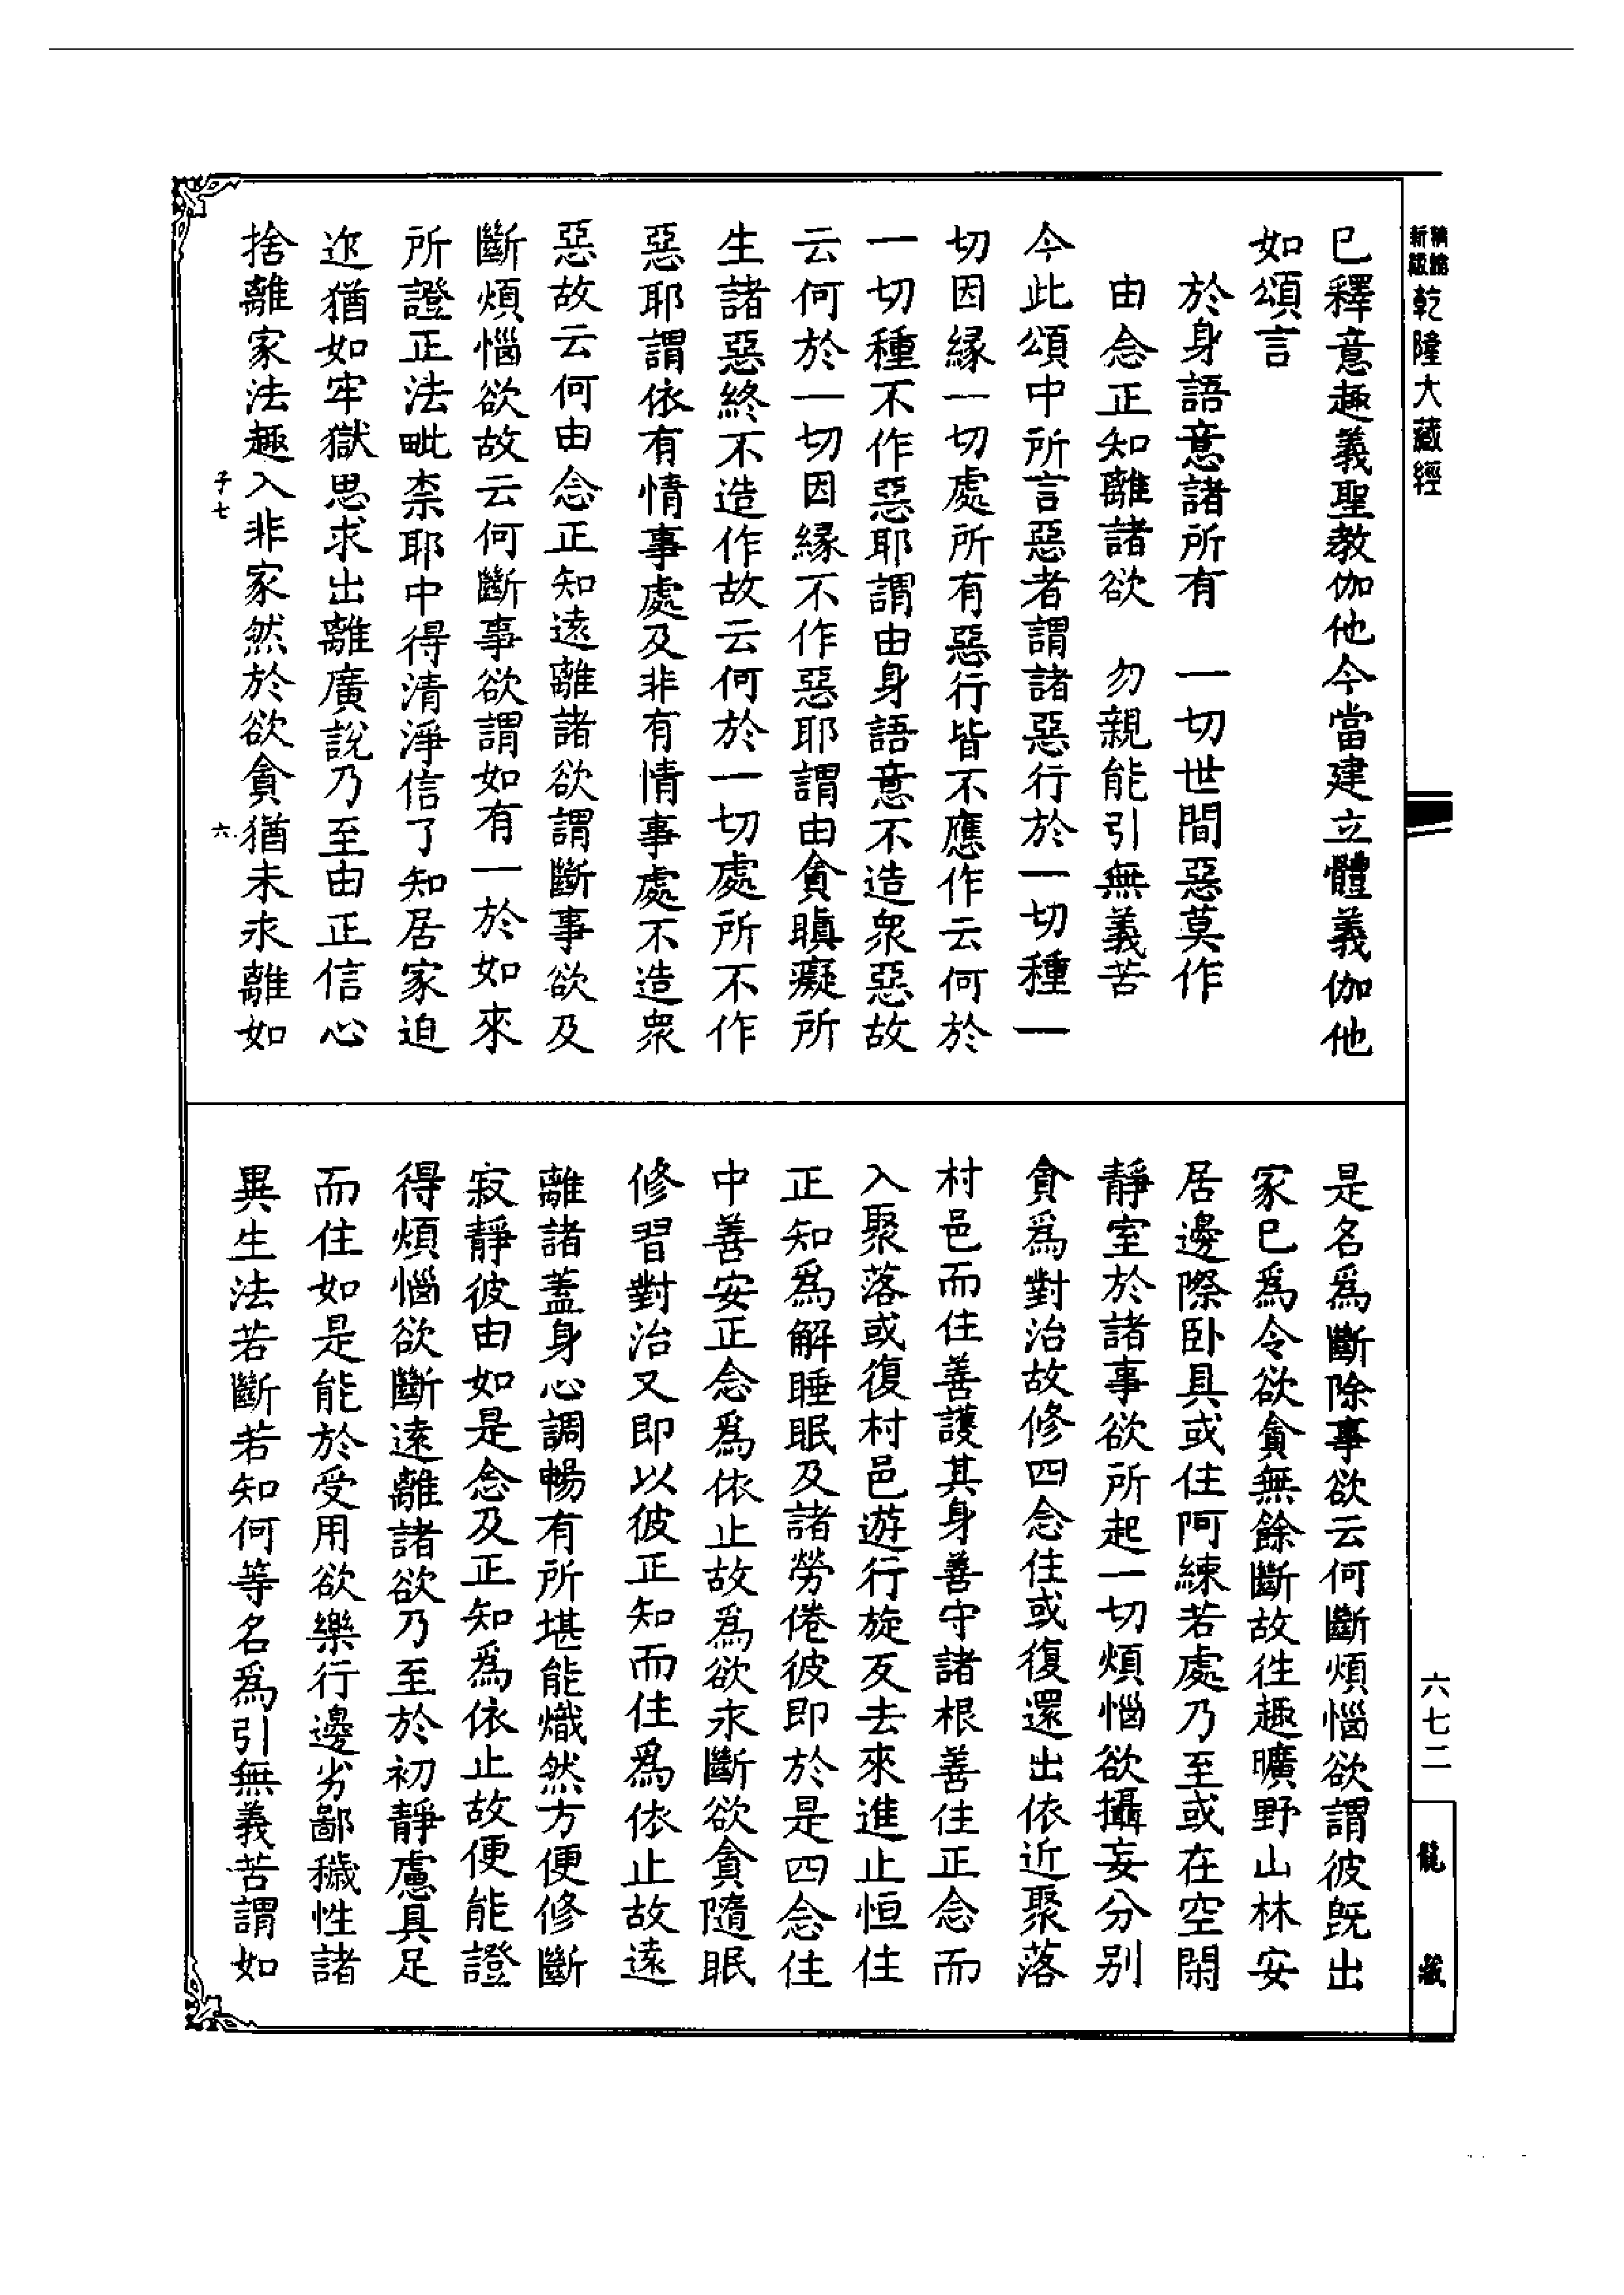 乾隆大藏經
已釋意趣義聖教伽他今當建立體義伽他
如頌言
於身語意諸所有　一切世間惡莫作
由念正知離諸欲　勿親能引無義苦
今此頌中所言惡者謂諸惡行於一切種一
切因緣一切處所有惡行皆不應作云何於
一切種不作惡耶謂由身語意不造衆惡故
云何於一切因緣不作惡耶謂由貪瞋癡所
生諸惡終不造作故云何於一切處所不作
惡耶謂依有情事處及非有情事處不造衆
惡故云何由念正知遠離諸欲謂斷事欲及
斷煩惱欲故云何斷事欲謂如有一於如來
所證正法毗柰耶中得清淨信了知居家迫
迮猶如牢獄思求出離廣說乃至由正信心
捨離家法趣入非家然於欲貪猶未永離如
子七
六
是名爲斷除事欲云何斷煩惱欲謂彼既出
家已爲令欲貪無餘斷故往趣曠野山林安
居邊際卧具或住阿練若處乃至或在空閑
靜室於諸事欲所起一切煩惱欲攝妄分別
貪爲對治故修四念住或復還出依近聚落
村邑而住善護其身善守諸根善住正念而
入聚落或復村邑遊行旋反去來進止恒住
正知爲解睡眠及諸勞倦彼即於是四念住
中善安正念爲依止故爲欲永斷欲貪隨眠
修習對治又即以彼正知而住爲依止故遠
離諸蓋身心調暢有所堪能熾然方便修斷
寂靜彼由如是念及正知爲依止故便能證
得煩惱欲斷遠離諸欲乃至於初靜慮具足
而住如是能於受用欲樂行邊劣鄙穢性諸
異生法若斷若知何等名爲引無義苦謂如
六七二
龍藏